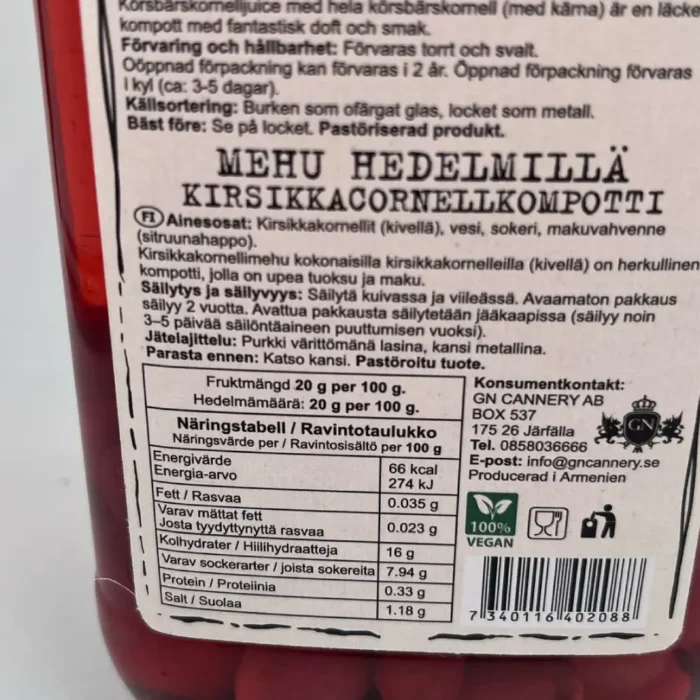 Körsbärskornelljuice med hela körsbärskornell (med kärna) är en läcker
kompott med fantastisk doft och smak.
Förvaring och hållbarhet: Förvaras torrt och svalt.
Oöppnad förpackning kan förvaras i 2 år. Öppnad förpackning förvaras
i kyl (ca: 3-5 dagar).
Källsortering: Burken som ofärgat glas, locket som metall.
Bäst före: Se på locket. Pastöriserad produkt.
MEHU HEDELMILLÄ
KIRSIKKACORNELLKOMPOTTI
FI Ainesosat: Kirsikkakornellit (kivellä), vesi, sokeri, makuvahvenne
(sitruunahappo).
Kirsikkakornellimehu kokonaisilla kirsikkakornelleilla (kivellä) on herkullinen
kompotti, jolla on upea tuoksu ja maku.
Säilytys ja säilyvyys: Säilytä kuivassa ja viileässä. Avaamaton pakkaus
säilyy 2 vuotta. Avattua pakkausta säilytetään jääkaapissa (säilyy noin
3–5 päivää säilöntäaineen puuttumisen vuoksi).
Jätelajittelu: Purkki värittömänä lasina, kansi metallina.
Parasta ennen: Katso kansi. Pastöroitu tuote.
Fruktmängd 20 g per 100 g.
Hedelmämäärä: 20 g per 100 g.
Näringstabell / Ravintotaulukko
Näringsvärde per / Ravintosisältö per 100 g
Energivärde 66 kcal
Energia-arvo 274 kJ
Fett / Rasvaa 0.035 g
Varav mättat fett
Josta tyydyttynyttä rasvaa 0.023 g
Kolhydrater / Hiilihydraatteja 16 g
Varav sockerarter / joista sokereita 7.94 g
Protein / Proteiinia 0.33 g
Salt / Suolaa 1.18 g
Konsumentkontakt:
GN CANNERY AB
BOX 537
175 26 Järfälla
Tel. 0858036666
E-post: info@gncannery.se
Producerad i Armenien
GN
100%
VEGAN
7 340116 402088